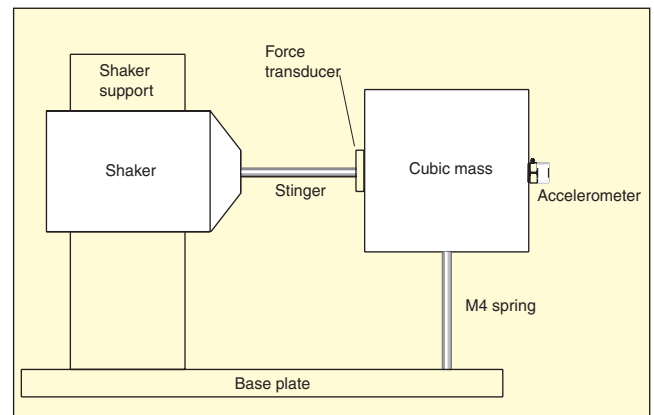 Force
transducer
Shaker
support
Shaker
Cubic mass
Stinger
Accelerometer
M4 spring
Base plate